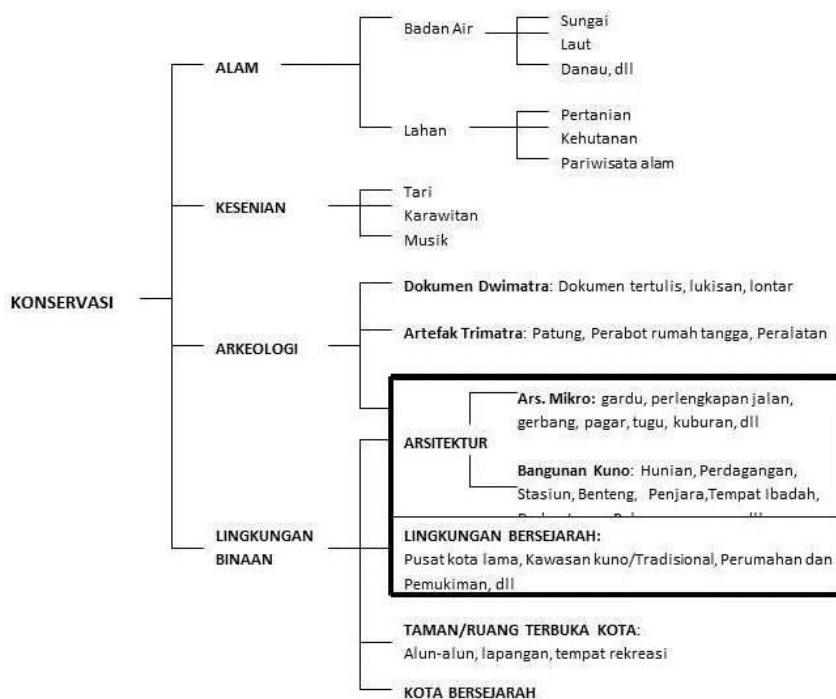 KONSERVASI
ALAM
Badan Air
Sungai
Laut
Danau, dll
Lahan
Pertanian
Kehutanan
Pariwisata alam
KESENIAN
Tari
Karawitan
Musik
ARKEOLOGI
Dokumen Dwimatra: Dokumen tertulis, lukisan, lontar
Artefak Trimatra: Patung, Perabot rumah tangga, Peralatan
ARSITEKTUR
Ars. Mikro: gardu, perlengkapan jalan,
gerbang, pagar, tugu, kuburan, dll
Bangunan Kuno: Hunian, Perdagangan,
Stasiun, Benteng, Penjara,Tempat Ibadah,
LINGKUNGAN
BINAAN
LINGKUNGAN BERSEJARAH:
Pusat kota lama, Kawasan kuno/Tradisional, Perumahan dan
Pemukiman, dll
TAMAN/RUANG TERBUKA KOTA:
Alun-alun, lapangan, tempat rekreasi
KOTA BERSEJARAH